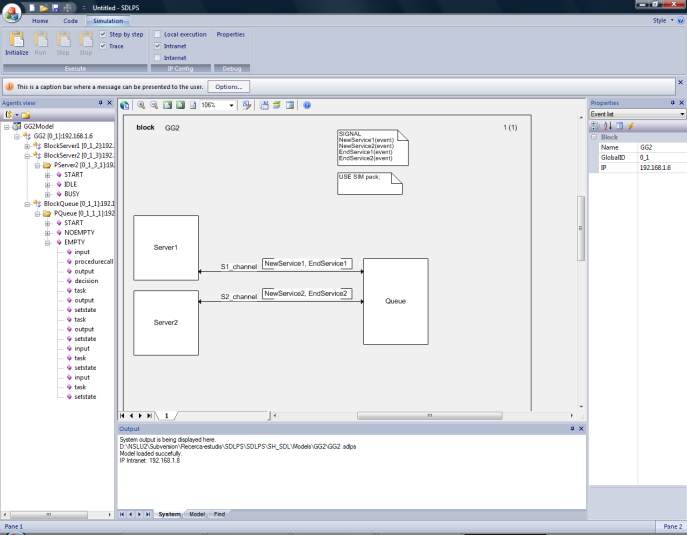 Untitled - SDLPS
Home Code Simulation Style
Initialize Run Step Stop
Step by step
Trace
Execute
Local execution
Intranet
Internet
IP Config
Properties
Debug
This is a caption bar where a message can be presented to the user. Options...
Agents view
GG2Model
GG2 [0_1]:192.168.1.6
BlockServer1 [0_1_2]:192.
BlockServer2 [0_1_3]:192.
PServer2 [0_1_3_1]:19
START
IDLE
BUSY
BlockQueue [0_1_1]:192.1
PQueue [0_1_1_1]:192
START
NOEMPTY
EMPTY
input
procedurecall
output
decision
task
output
setstate
task
output
setstate
input
task
setstate
input
task
setstate
106%
block GG2 1 (1)
SIGNAL
NewService1(event)
NewService2(event)
EndService1(event)
EndService2(event)
USE SIM pack;
Server1
S1_channel NewService1, EndService1
S2_channel NewService2, EndService2
Queue
Server2
1
Output
System output is being displayed here.
D:\NSLU2\Subversion\Recerca-estudis\SDLPS\SDLPS\SH_SDL\Models\GG2\GG2 .sdlps
Model loaded succefully.
IP Intranet: 192.168.1.8
System Model Find
Properties
Event list
Block
Name GG2
GlobalID 0_1
IP 192.168.1.6
Pane 1 Pane 2